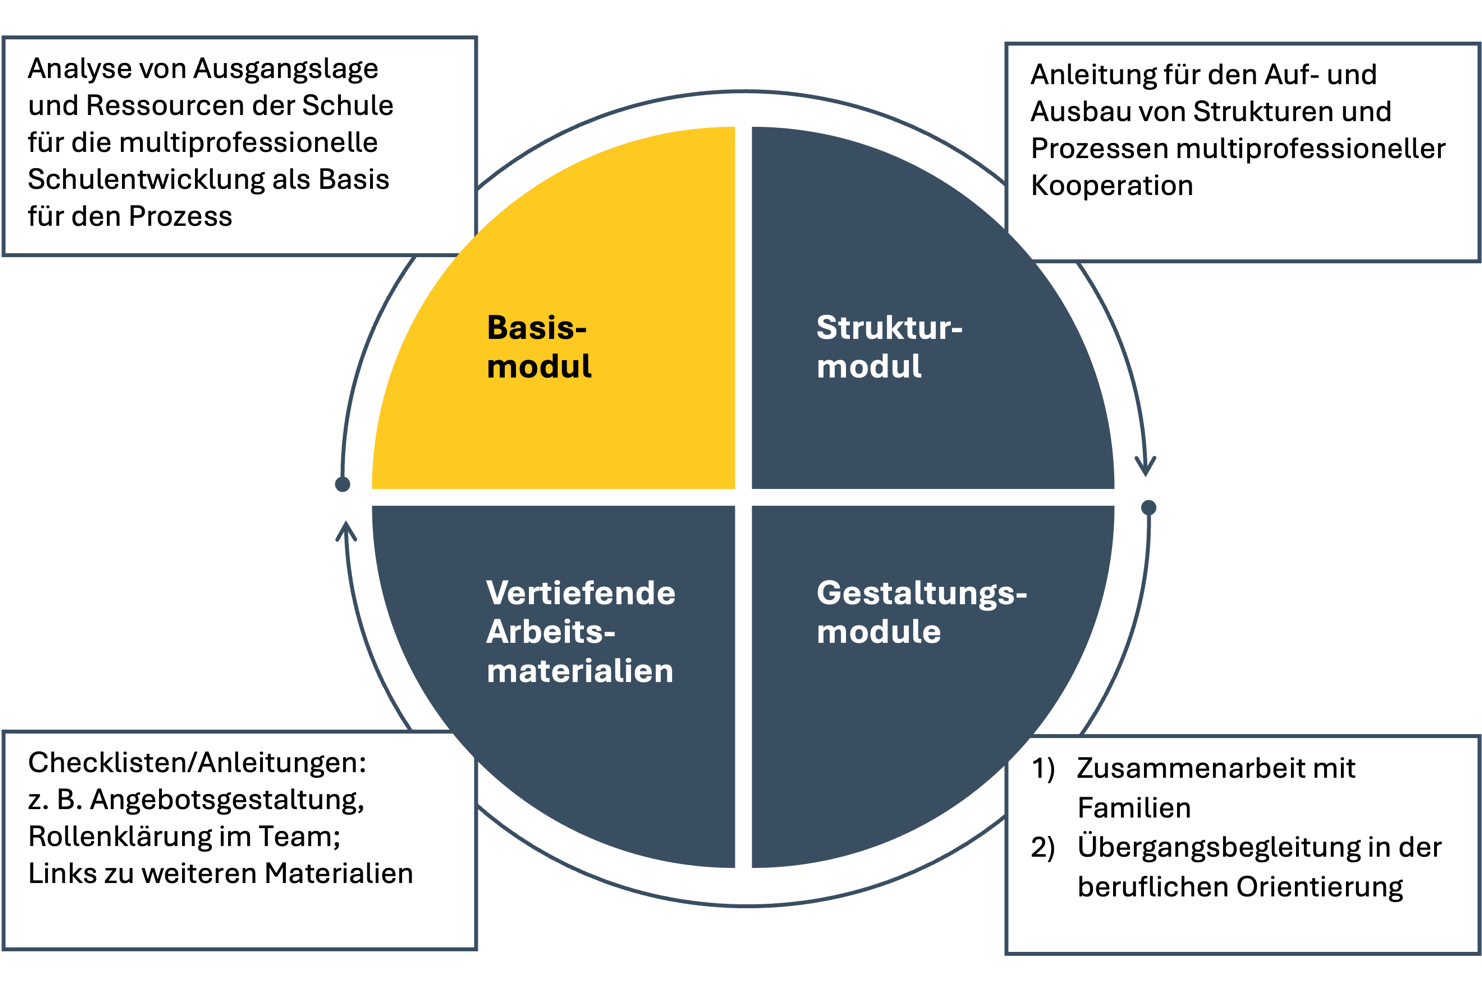 Analyse von Ausgangslage
und Ressourcen der Schule
für die multiprofessionelle
Schulentwicklung als Basis
für den Prozess
Anleitung für den Auf- und
Ausbau von Strukturen und
Prozessen multiprofessioneller
Kooperation
Basis-
modul
Struktur-
modul
Vertiefende
Arbeits-
materialien
Gestaltungs-
module
Checklisten/Anleitungen:
z. B. Angebotsgestaltung,
Rollenklärung im Team;
Links zu weiteren Materialien
1) Zusammenarbeit mit
Familien
2) Übergangsbegleitung in der
beruflichen Orientierung